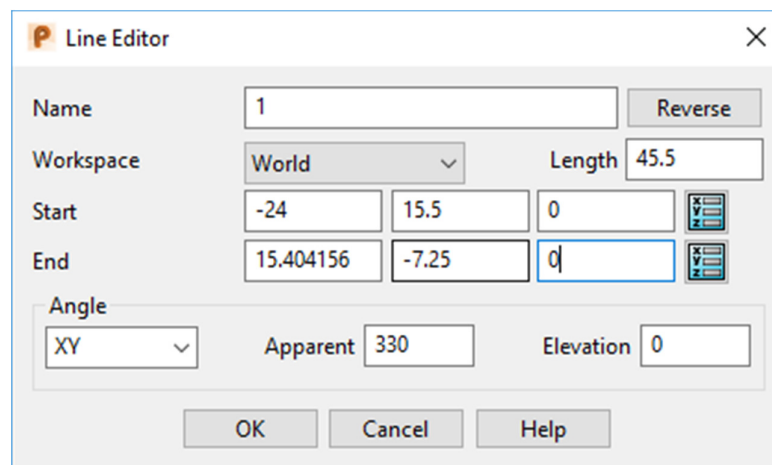 Line Editor
Name 1 Reverse
Workspace World Length 45.5
Start -24 15.5 0
End 15.404156 -7.25 0
Angle
XY Apparent 330 Elevation 0
OK Cancel Help